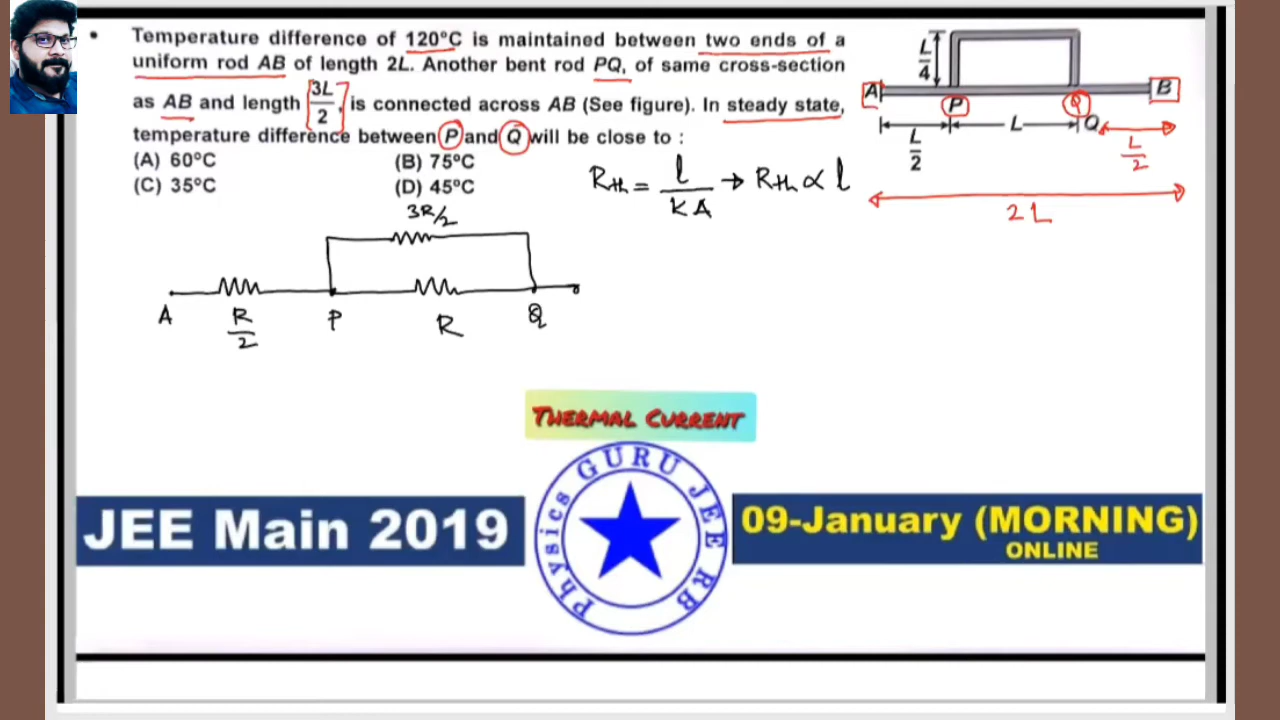 • Temperature difference of 120°C is maintained between two ends of a
uniform rod AB of length 2L. Another bent rod PQ, of same cross-section
as AB and length 3L/2, is connected across AB (See figure). In steady state,
temperature difference between P and Q will be close to :
(A) 60°C (B) 75°C
(C) 35°C (D) 45°C
L/4
A B
P Q Q
L/2 L L/2
2L
Rth = l/KA → Rth ∝ l
3R/2
A R/2 P R Q
THERMAL CURRENT
Physics GURU JEE RB
JEE Main 2019
09-January (MORNING)
ONLINE